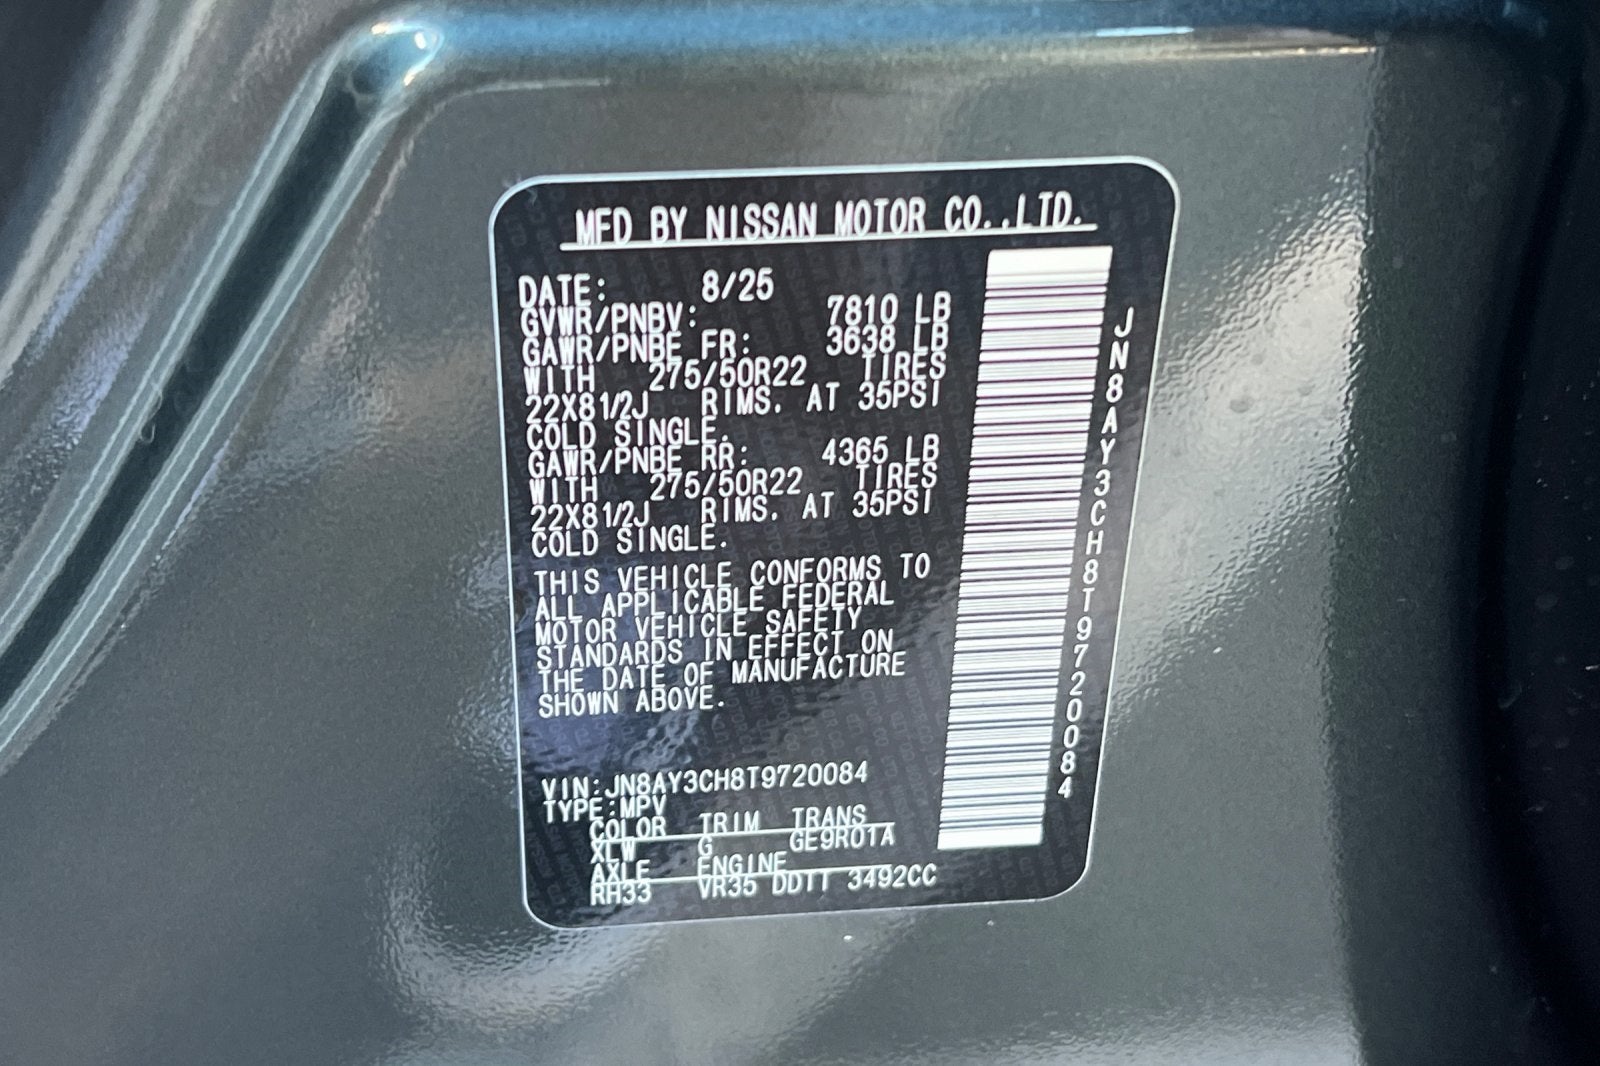 MFD BY NISSAN MOTOR CO.,LTD.
DATE: 8/25
GVWR/PNBV: 7810 LB
GAWR/PNBE FR: 3638 LB
WITH 275/50R22 TIRES
22X81/2J RIMS. AT 35PSI
COLD SINGLE.
GAWR/PNBE RR: 4365 LB
WITH 275/50R22 TIRES
22X81/2J RIMS. AT 35PSI
COLD SINGLE.
THIS VEHICLE CONFORMS TO
ALL APPLICABLE FEDERAL
MOTOR VEHICLE SAFETY
STANDARDS IN EFFECT ON
THE DATE OF MANUFACTURE
SHOWN ABOVE.
VIN:JN8AY3CH8T9720084
TYPE:MPV
COLOR TRIM TRANS
XLW G GE9R01A
AXLE ENGINE
RH33 VR35 DDTT 3492CC
JN8AY3CH8T9720084